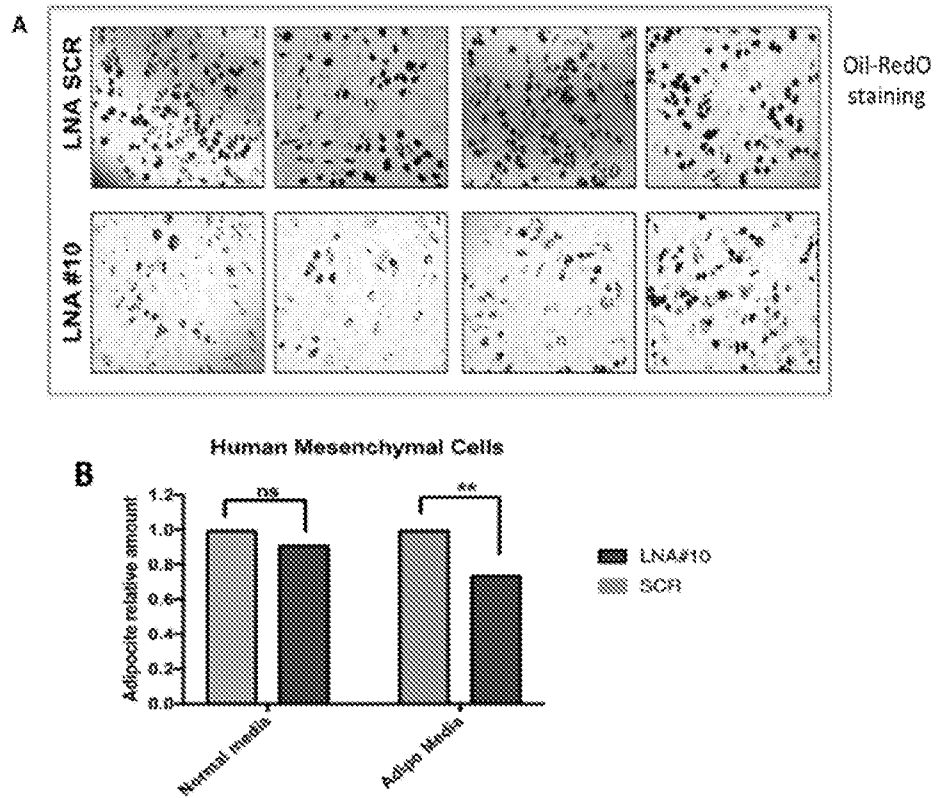 A
LNA SCR
LNA #10
Oil-RedO
staining
B
Human Mesenchymal Cells
Adipocite relative amount
1.2
1.0
0.8
0.6
0.4
0.2
0.0
ns
**
Normal media
Adipo Media
LNA#10
SCR